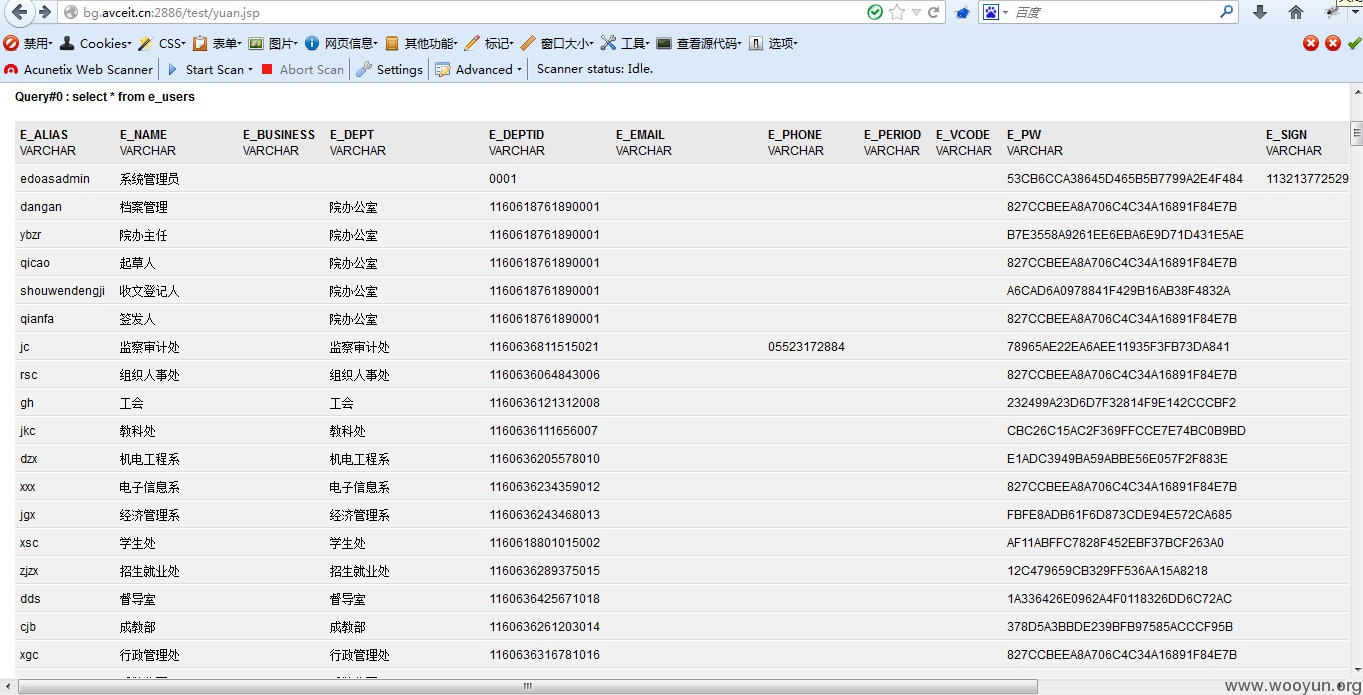 bg.avceit.cn:2886/test/yuan.jsp 百度
禁用 Cookies CSS 表单 图片 网页信息 其他功能 标记 窗口大小 工具 查看源代码 选项
Acunetix Web Scanner Start Scan Abort Scan Settings Advanced Scanner status: Idle.
Query#0 : select * from e_users
E_ALIAS E_NAME E_BUSINESS E_DEPT E_DEPTID E_EMAIL E_PHONE E_PERIOD E_VCODE E_PW E_SIGN
VARCHAR VARCHAR VARCHAR VARCHAR VARCHAR VARCHAR VARCHAR VARCHAR VARCHAR VARCHAR VARCHAR
edoasadmin 系统管理员 0001 53CB6CCA38645D465B5B7799A2E4F484 113213772529
dangan 档案管理 院办公室 1160618761890001 827CCBEEA8A706C4C34A16891F84E7B
ybzr 院办主任 院办公室 1160618761890001 B7E3558A9261EE6EBA6E9D71D431E5AE
qicao 起草人 院办公室 1160618761890001 827CCBEEA8A706C4C34A16891F84E7B
shouwendengji 收文登记人 院办公室 1160618761890001 A6CAD6A0978841F429B16AB38F4832A
qianfa 签发人 院办公室 1160618761890001 827CCBEEA8A706C4C34A16891F84E7B
jc 监察审计处 监察审计处 1160636811515021 05523172884 78965AE22EA6AEE11935F3FB73DA841
rsc 组织人事处 组织人事处 1160636064843006 827CCBEEA8A706C4C34A16891F84E7B
gh 工会 工会 1160636121312008 232499A23D6D7F32814F9E142CCCBF2
jkc 教科处 教科处 1160636111656007 CBC26C15AC2F369FFCCE7E74BC0B9BD
dzx 机电工程系 机电工程系 1160636205578010 E1ADC3949BA59ABBE56E057F2F883E
xxx 电子信息系 电子信息系 1160636234359012 827CCBEEA8A706C4C34A16891F84E7B
jgx 经济管理系 经济管理系 1160636243468013 FBFE8ADB61F6D873CDE94E572CA685
xsc 学生处 学生处 1160618801015002 AF11ABFFC7828F452EBF37BCF263A0
zjzx 招生就业处 招生就业处 1160636289375015 12C479659CB329FF536AA15A8218
dds 督导室 督导室 1160636425671018 1A336426E0962A4F0118326DD6C72AC
cjb 成教部 成教部 1160636261203014 378D5A3BBDE239BFB97585ACCCF95B
xgc 行政管理处 行政管理处 1160636316781016 827CCBEEA8A706C4C34A16891F84E7B
www.wooyun.org